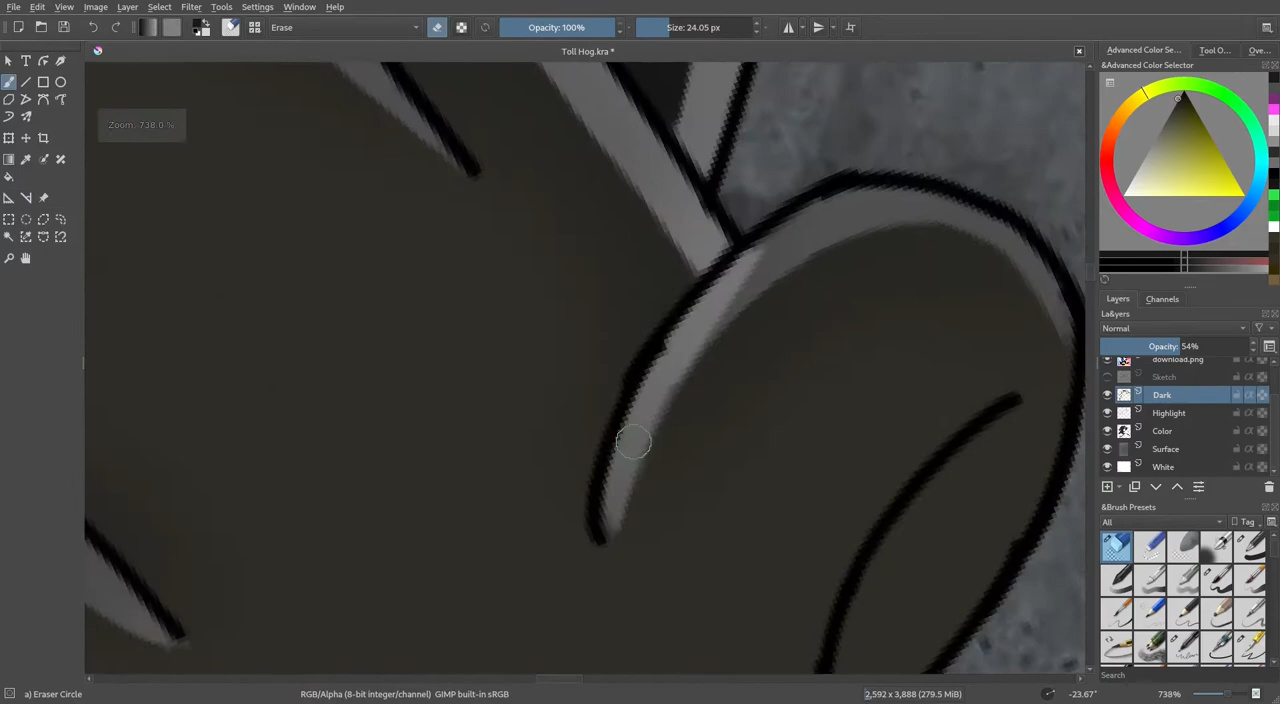 File Edit View Image Layer Select Filter Tools Settings Window Help
Erase Opacity: 100% Size: 24.05 px
Toll Hog.kra *
Advanced Color Se... Tool O... Ove...
&Advanced Color Selector
Zoom: 738.0 %
Layers Channels
La&yers
Normal
Opacity: 54%
download.png
Sketch
Dark
Highlight
Color
Surface
White
&Brush Presets
All Tag
Search
a) Eraser Circle RGB/Alpha (8-bit integer/channel) GIMP built-in sRGB 2,592 x 3,888 (279.5 MiB) -23.67° 738%